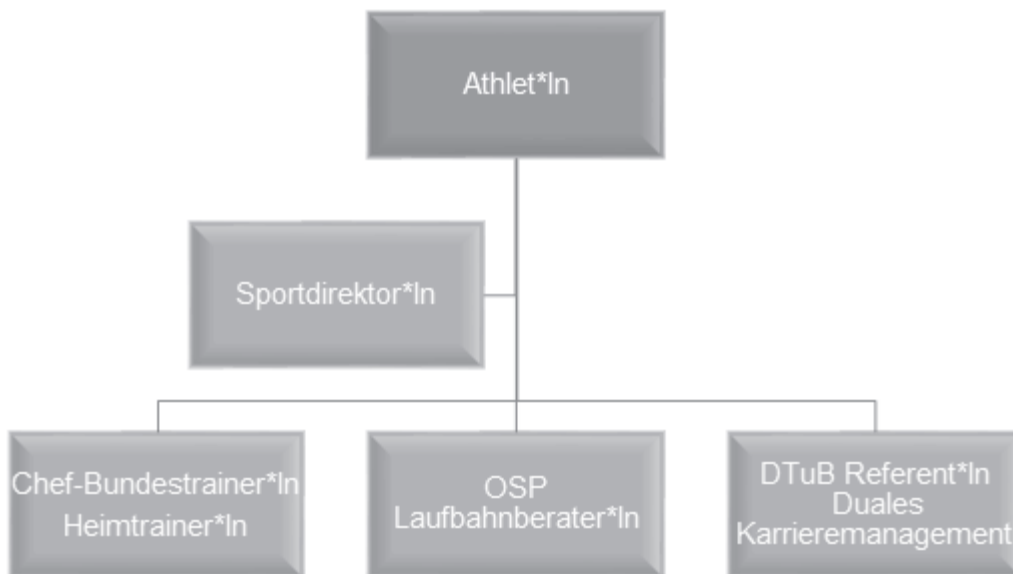 Athlet*In
Sportdirektor*In
Chef-Bundestrainer*In
Heimtrainer*In
OSP
Laufbahnberater*In
DTuB Referent*In
Duales
Karrieremanagement